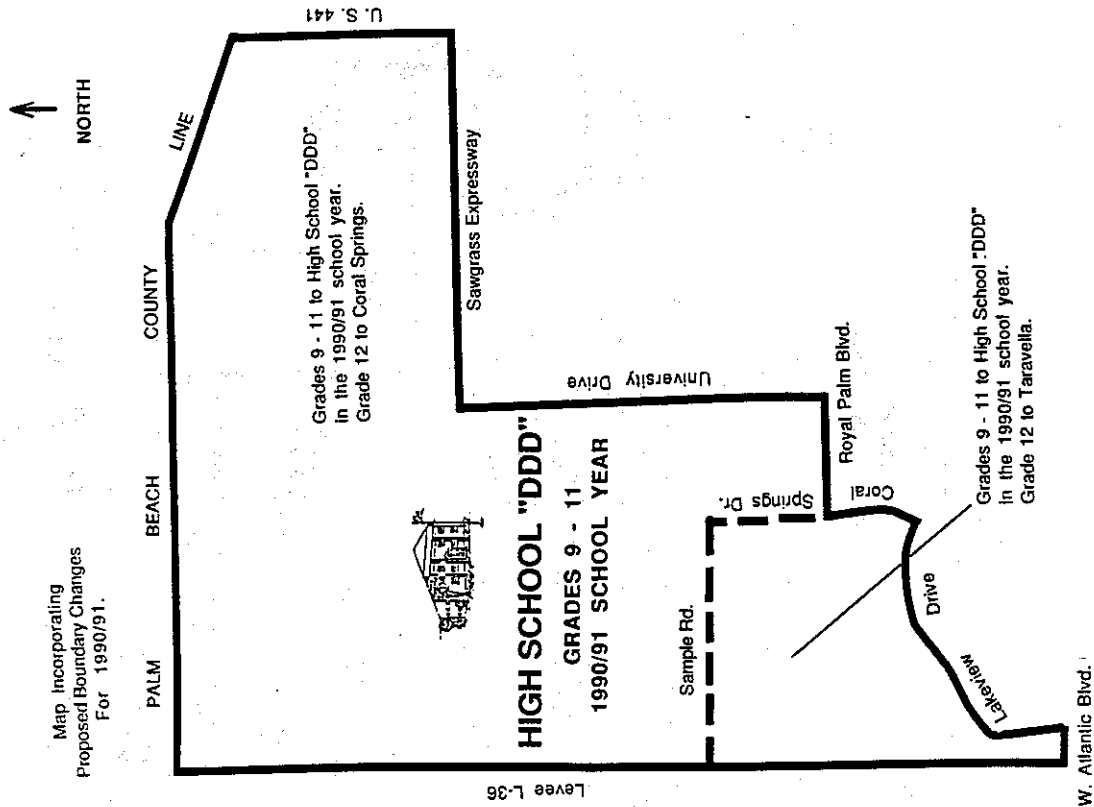 Map Incorporating
Proposed Boundary Changes
For 1990/91.
NORTH
PALM BEACH COUNTY LINE
U. S. 441
Grades 9 - 11 to High School "DDD"
in the 1990/91 school year.
Grade 12 to Coral Springs.
Sawgrass Expressway
University Drive
HIGH SCHOOL "DDD"
GRADES 9 - 11
1990/91 SCHOOL YEAR
Levee L-36
Sample Rd.
Coral Springs Dr.
Royal Palm Blvd.
Grades 9 - 11 to High School "DDD"
in the 1990/91 school year.
Grade 12 to Taravella.
Lakeview Drive
W. Atlantic Blvd.